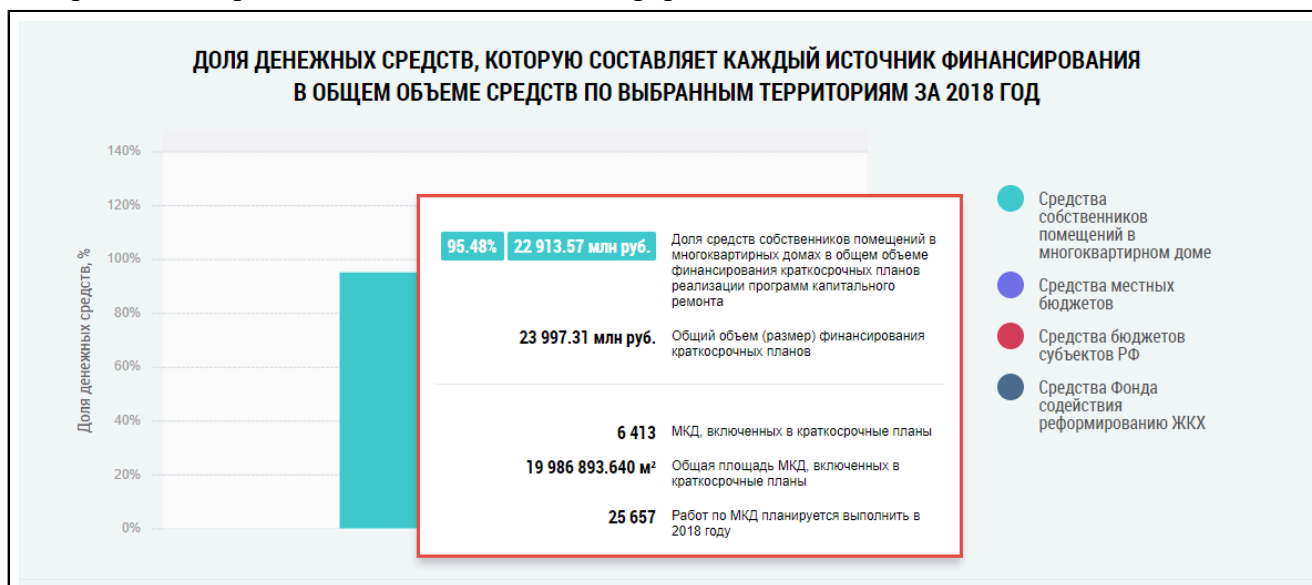 ДОЛЯ ДЕНЕЖНЫХ СРЕДСТВ, КОТОРУЮ СОСТАВЛЯЕТ КАЖДЫЙ ИСТОЧНИК ФИНАНСИРОВАНИЯ
В ОБЩЕМ ОБЪЕМЕ СРЕДСТВ ПО ВЫБРАННЫМ ТЕРРИТОРИЯМ ЗА 2018 ГОД
Доля денежных средств, %
140%
120%
100%
80%
60%
40%
20%
0%
95.48% 22 913.57 млн руб.
Доля средств собственников помещений в
многоквартирных домах в общем объеме
финансирования краткосрочных планов
реализации программ капитального
ремонта
23 997.31 млн руб.
Общий объем (размер) финансирования
краткосрочных планов
6 413
МКД, включенных в краткосрочные планы
19 986 893.640 м²
Общая площадь МКД, включенных в
краткосрочные планы
25 657
Работ по МКД планируется выполнить в
2018 году
Средства
собственников
помещений в
многоквартирном доме
Средства местных
бюджетов
Средства бюджетов
субъектов РФ
Средства Фонда
содействия
реформированию ЖКХ